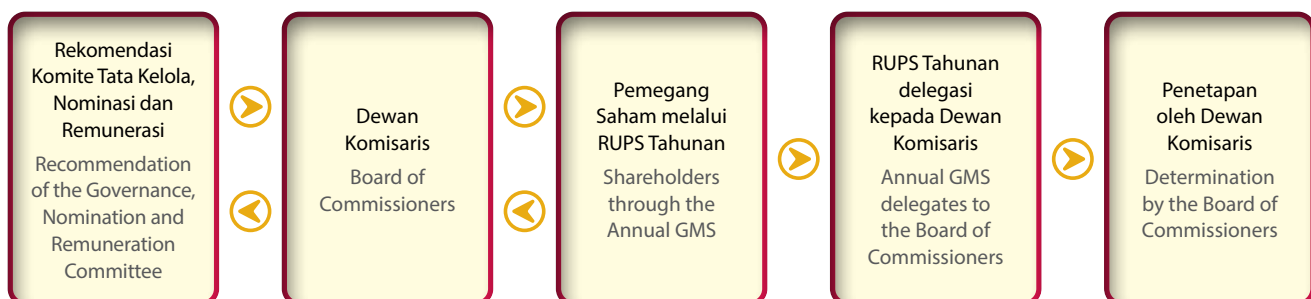 Rekomendasi
Komite Tata Kelola,
Nominasi dan
Remunerasi
Recommendation
of the Governance,
Nomination and
Remuneration
Committee
Dewan
Komisaris
Board of
Commissioners
Pemegang
Saham melalui
RUPS Tahunan
Shareholders
through the
Annual GMS
RUPS Tahunan
delegasi
kepada Dewan
Komisaris
Annual GMS
delegates to
the Board of
Commissioners
Penetapan
oleh Dewan
Komisaris
Determination
by the Board of
Commissioners